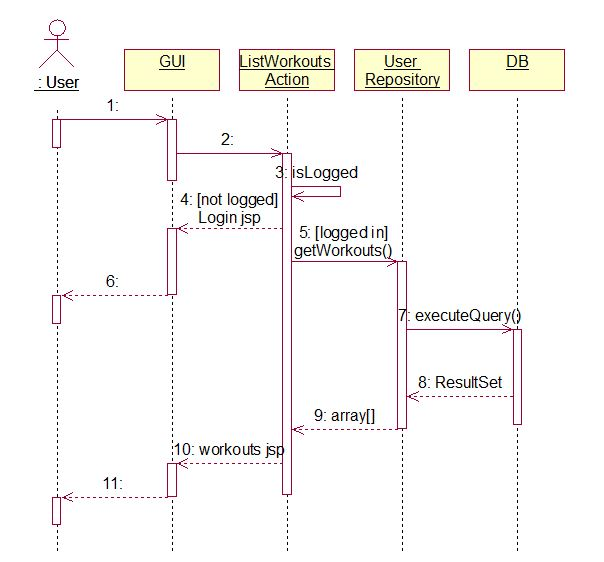 : User
GUI
ListWorkouts
Action
User
Repository
DB
1:
2:
3: isLogged
4: [not logged]
Login jsp
5: [logged in]
getWorkouts()
6:
7: executeQuery()
8: ResultSet
9: array[]
10: workouts jsp
11: